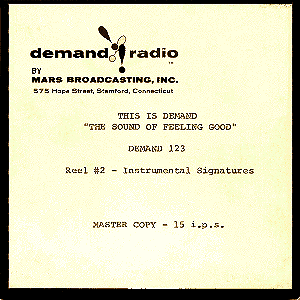 demand radio
BY
MARS BROADCASTING, INC.
575 Hope Street, Stamford, Connecticut
THIS IS DEMAND
"THE SOUND OF FEELING GOOD"
DEMAND 123
Reel #2 - Instrumental Signatures
MASTER COPY - 15 i.p.s.